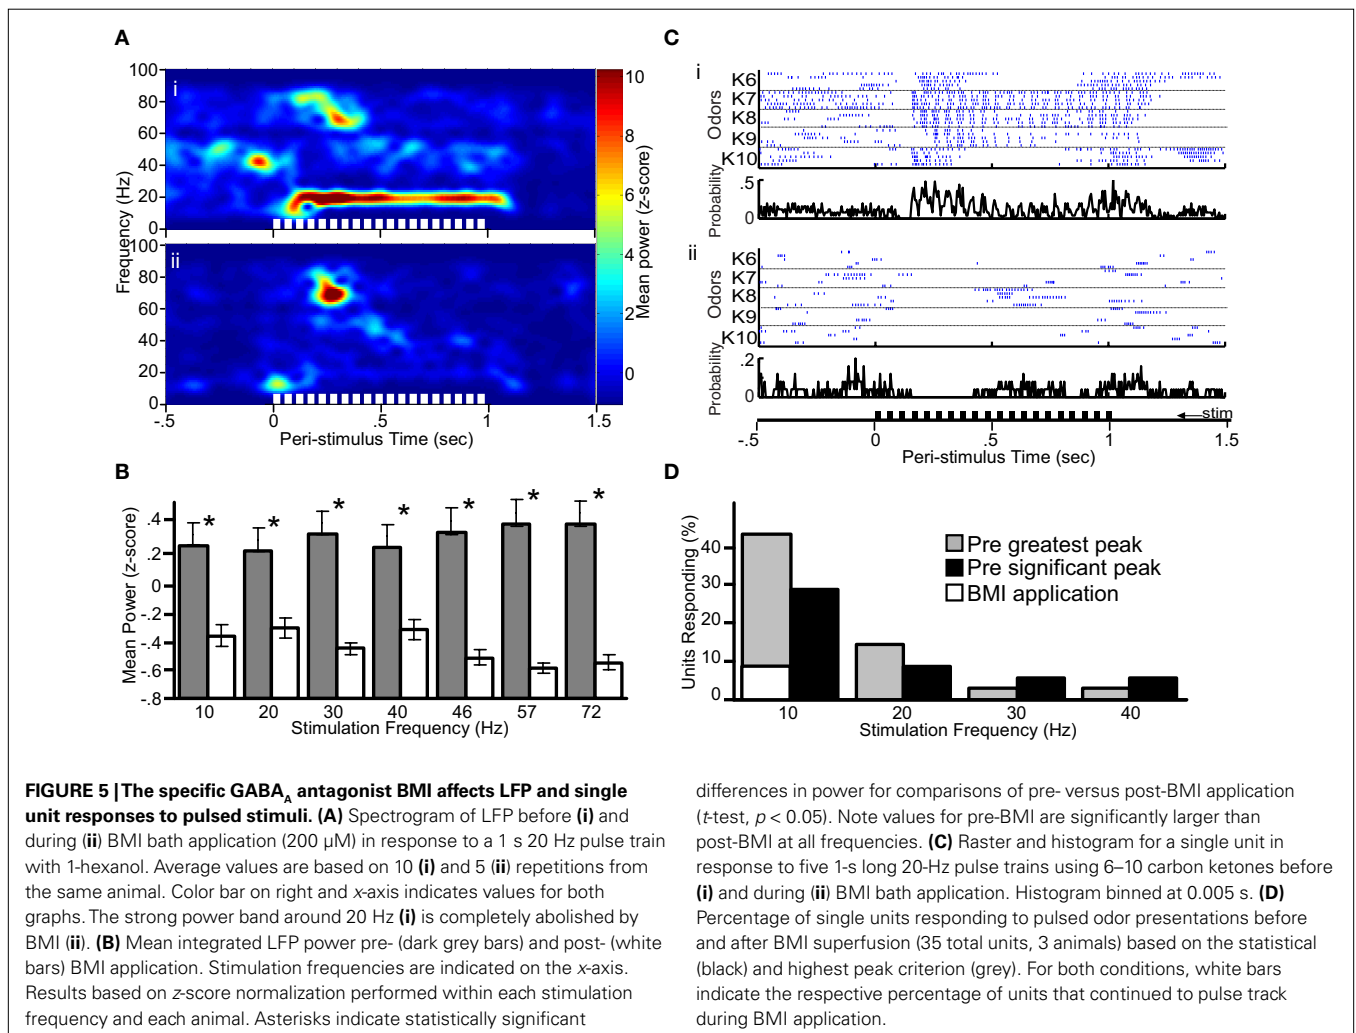 A
i
100
80
60
40
20
0
ii
100
80
60
40
20
0
Frequency (Hz)
-.5
0
.5
1
1.5
Peri-stimulus Time (sec)
10
8
6
4
2
0
Mean power (z-score)
B
.4
.2
0
-.2
-.4
-.6
-.8
Mean Power (z-score)
* * * * * * *
10 20 30 40 46 57 72
Stimulation Frequency (Hz)
C
i
Odors
K6
K7
K8
K9
K10
Probability
.5
0
ii
Odors
K6
K7
K8
K9
K10
Probability
.2
0
stim
-.5 0 .5 1 1.5
Peri-stimulus Time (sec)
D
Units Responding (%)
40
30
20
10
0
Pre greatest peak
Pre significant peak
BMI application
10 20 30 40
Stimulation Frequency (Hz)
FIGURE 5 | The specific GABAA antagonist BMI affects LFP and single
unit responses to pulsed stimuli. (A) Spectrogram of LFP before (i) and
during (ii) BMI bath application (200 µM) in response to a 1 s 20 Hz pulse train
with 1-hexanol. Average values are based on 10 (i) and 5 (ii) repetitions from
the same animal. Color bar on right and x-axis indicates values for both
graphs. The strong power band around 20 Hz (i) is completely abolished by
BMI (ii). (B) Mean integrated LFP power pre- (dark grey bars) and post- (white
bars) BMI application. Stimulation frequencies are indicated on the x-axis.
Results based on z-score normalization performed within each stimulation
frequency and each animal. Asterisks indicate statistically significant
differences in power for comparisons of pre- versus post-BMI application
(t-test, p < 0.05). Note values for pre-BMI are significantly larger than
post-BMI at all frequencies. (C) Raster and histogram for a single unit in
response to five 1-s long 20-Hz pulse trains using 6–10 carbon ketones before
(i) and during (ii) BMI bath application. Histogram binned at 0.005 s. (D)
Percentage of single units responding to pulsed odor presentations before
and after BMI superfusion (35 total units, 3 animals) based on the statistical
(black) and highest peak criterion (grey). For both conditions, white bars
indicate the respective percentage of units that continued to pulse track
during BMI application.